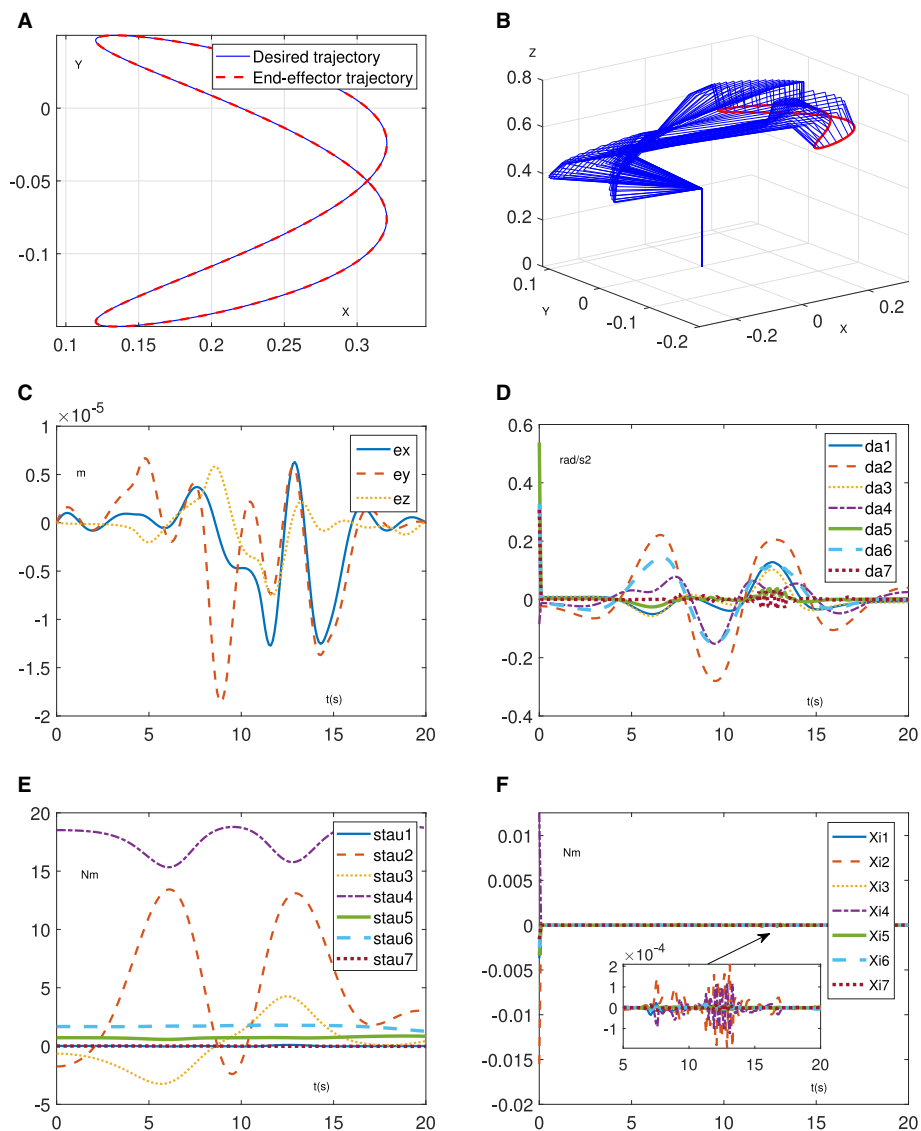 A
Y
Desired trajectory
End-effector trajectory
0
-0.05
-0.1
X
0.1
0.15
0.2
0.25
0.3
B
Z
0.8
0.6
0.4
0.2
0
0.1
0
-0.1
-0.2
Y
-0.2
0
0.2
X
C
×10-5
1
0.5
0
-0.5
-1
-1.5
-2
m
ex
ey
ez
t(s)
0
5
10
15
20
D
0.6
0.4
0.2
0
-0.2
-0.4
rad/s2
da1
da2
da3
da4
da5
da6
da7
t(s)
0
5
10
15
20
E
20
15
10
5
0
-5
Nm
stau1
stau2
stau3
stau4
stau5
stau6
stau7
t(s)
0
5
10
15
20
F
0.01
0.005
0
-0.005
-0.01
-0.015
-0.02
Nm
Xi1
Xi2
Xi3
Xi4
Xi5
Xi6
Xi7
×10-4
2
1
0
-1
5
10
15
20
t(s)
0
5
10
15
20